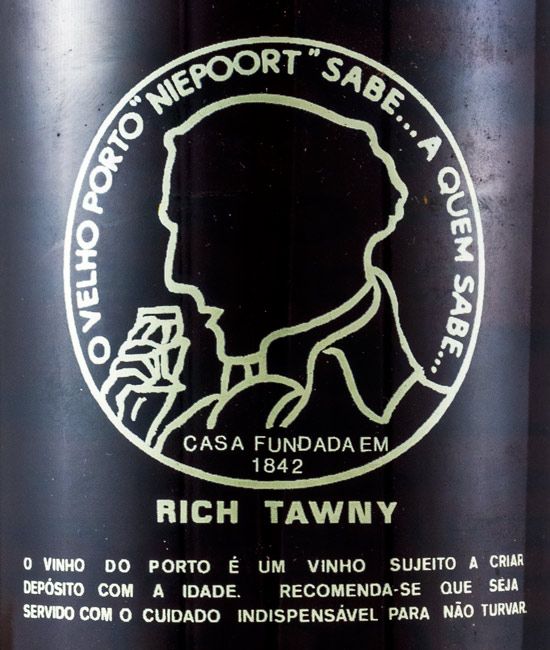 O VELHO PORTO "NIEPOORT" SABE... A QUEM SABE...
CASA FUNDADA EM
1842
RICH TAWNY
O VINHO DO PORTO É UM VINHO SUJEITO A CRIAR
DEPÓSITO COM A IDADE. RECOMENDA-SE QUE SEJA
SERVIDO COM O CUIDADO INDISPENSÁVEL PARA NÃO TURVAR.